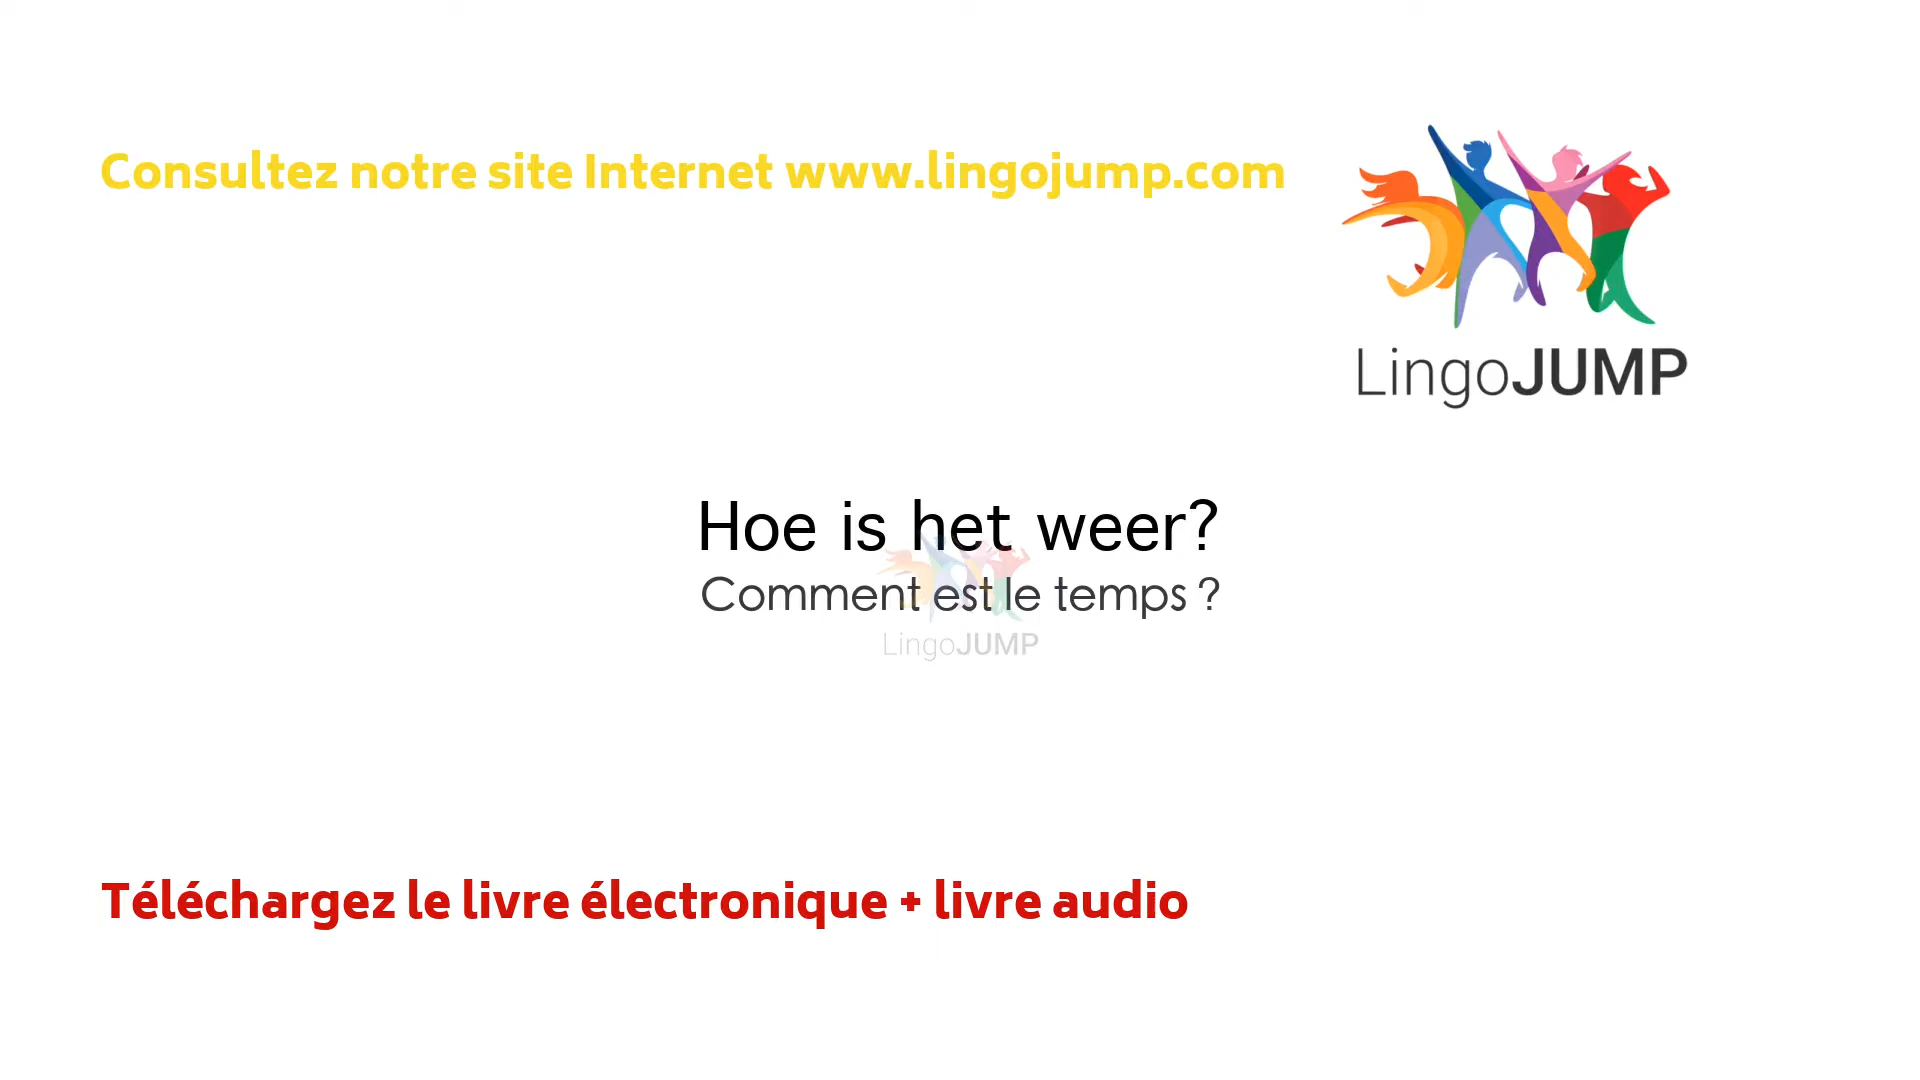 Consultez notre site Internet www.lingojump.com
LingoJUMP
Hoe is het weer?
Comment est le temps ?
LingoJUMP
Téléchargez le livre électronique + livre audio